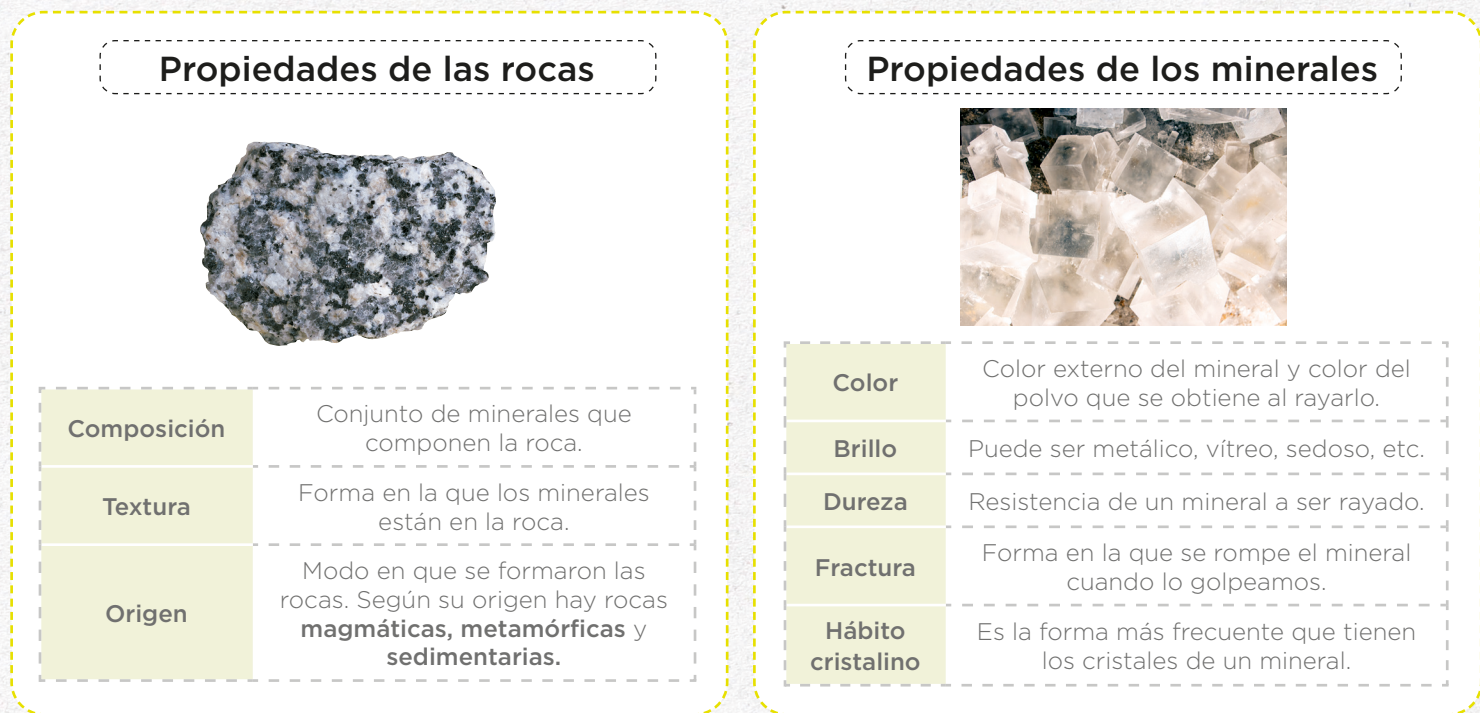 Propiedades de las rocas
Composición
Conjunto de minerales que
componen la roca.
Textura
Forma en la que los minerales
están en la roca.
Origen
Modo en que se formaron las
rocas. Según su origen hay rocas
magmáticas, metamórficas y
sedimentarias.
Propiedades de los minerales
Color
Color externo del mineral y color del
polvo que se obtiene al rayarlo.
Brillo
Puede ser metálico, vítreo, sedoso, etc.
Dureza
Resistencia de un mineral a ser rayado.
Fractura
Forma en la que se rompe el mineral
cuando lo golpeamos.
Hábito
cristalino
Es la forma más frecuente que tienen
los cristales de un mineral.